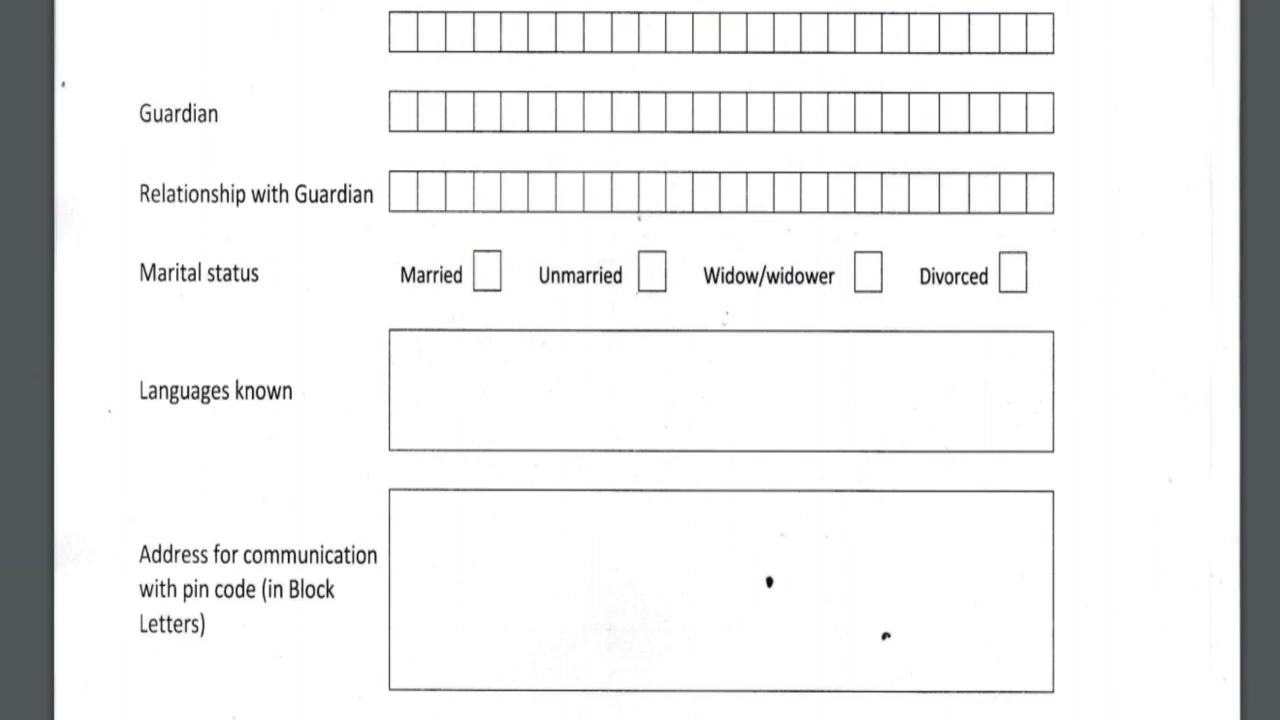 Guardian
Relationship with Guardian
Marital status Married Unmarried Widow/widower Divorced
Languages known
Address for communication
with pin code (in Block
Letters)